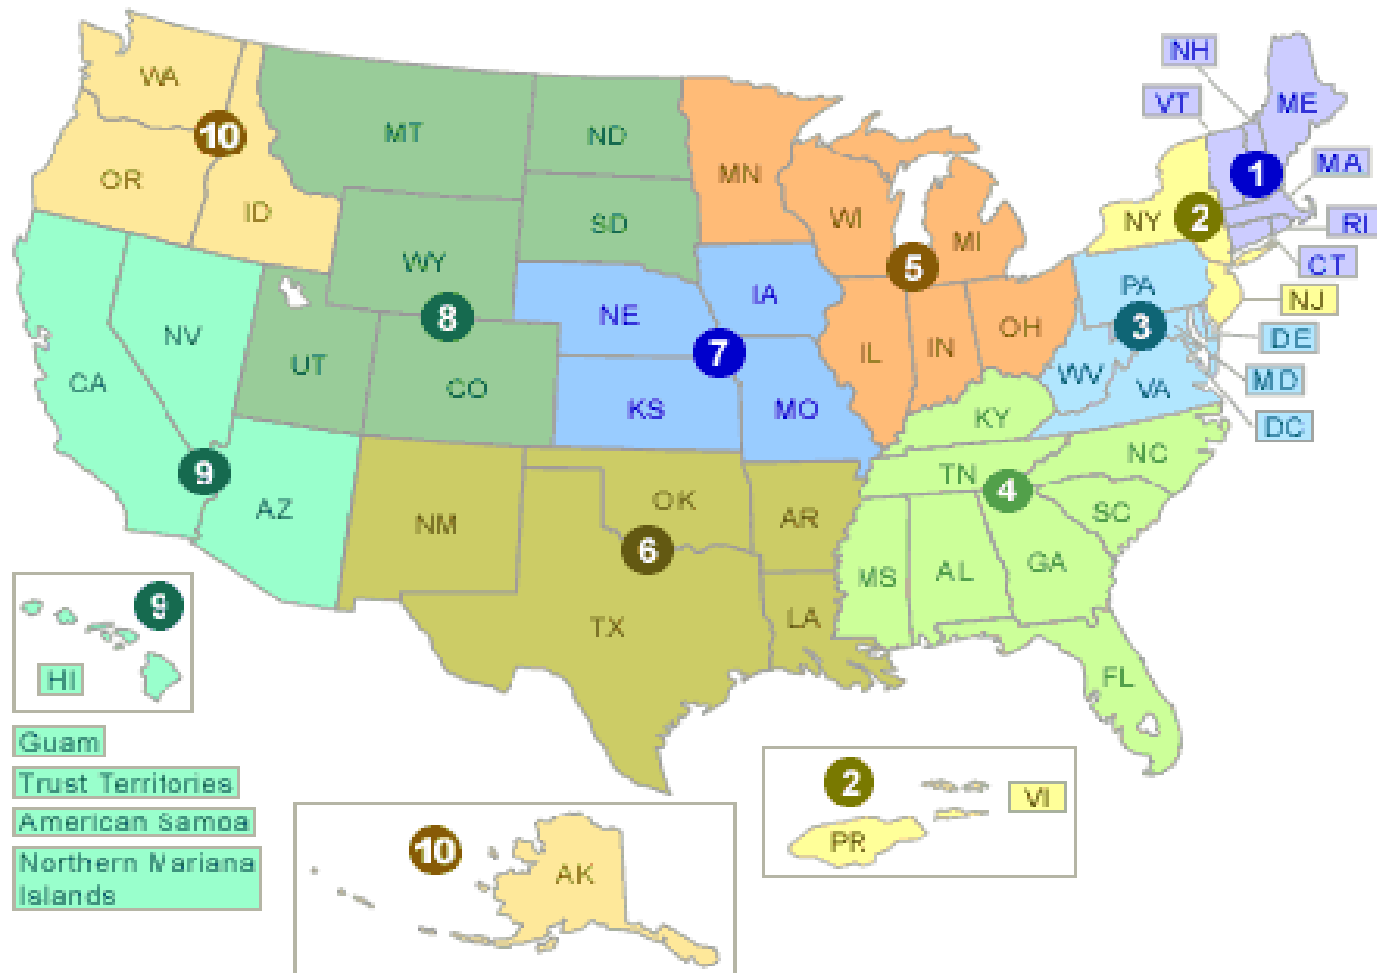 NH
WA
VT
ME
10
MT
ND
MN
1
MA
OR
ID
SD
WI
MI
NY
2
RI
WY
5
CT
IA
PA
NJ
NE
8
3
NV
OH
DE
IL
IN
7
UT
CO
CA
WV
MD
VA
KS
MO
KY
DC
NC
9
TN
4
OK
AZ
NM
AR
SC
6
MS
AL
GA
9
TX
LA
HI
FL
Guam
Trust Territories
2
VI
American Samoa
PR
10
Northern Mariana
Islands
AK